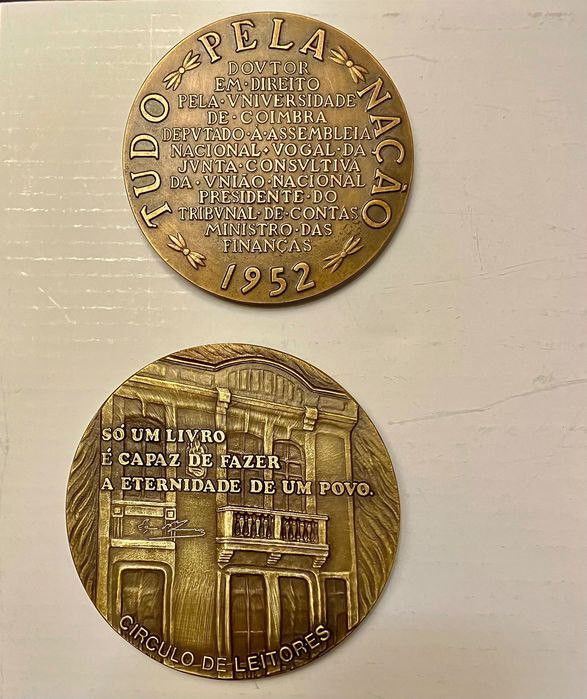 TUDO PELA NAÇÃO
DOVTOR
EM·DIREITO
PELA·VNIVERSIDADE
DE·COIMBRA
DEPVTADO·A·ASSEMBLEIA
NACIONAL·VOGAL·DA
JVNTA·CONSVLTIVA
DA·VNIÃO·NACIONAL
PRESIDENTE·DO
TRIBVNAL·DE·CONTAS
MINISTRO·DAS
FINANÇAS
1952
SÓ UM LIVRO
É CAPAZ DE FAZER
A ETERNIDADE DE UM POVO.
CÍRCULO DE LEITORES